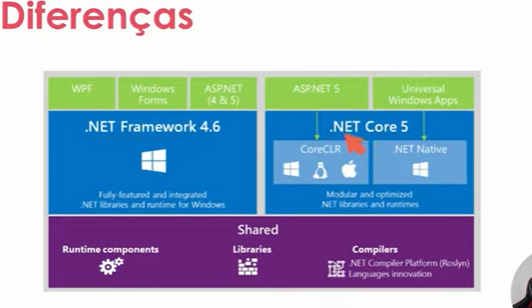 Diferenças
WPF
Windows
Forms
ASP.NET
(4 & 5)
ASP.NET 5
Universal
Windows Apps
.NET Framework 4.6
Fully-featured and integrated
.NET libraries and runtime for Windows
.NET Core 5
CoreCLR
.NET Native
Modular and optimized
.NET libraries and runtimes
Shared
Runtime components
Libraries
Compilers
.NET Compiler Platform (Roslyn)
Languages innovation